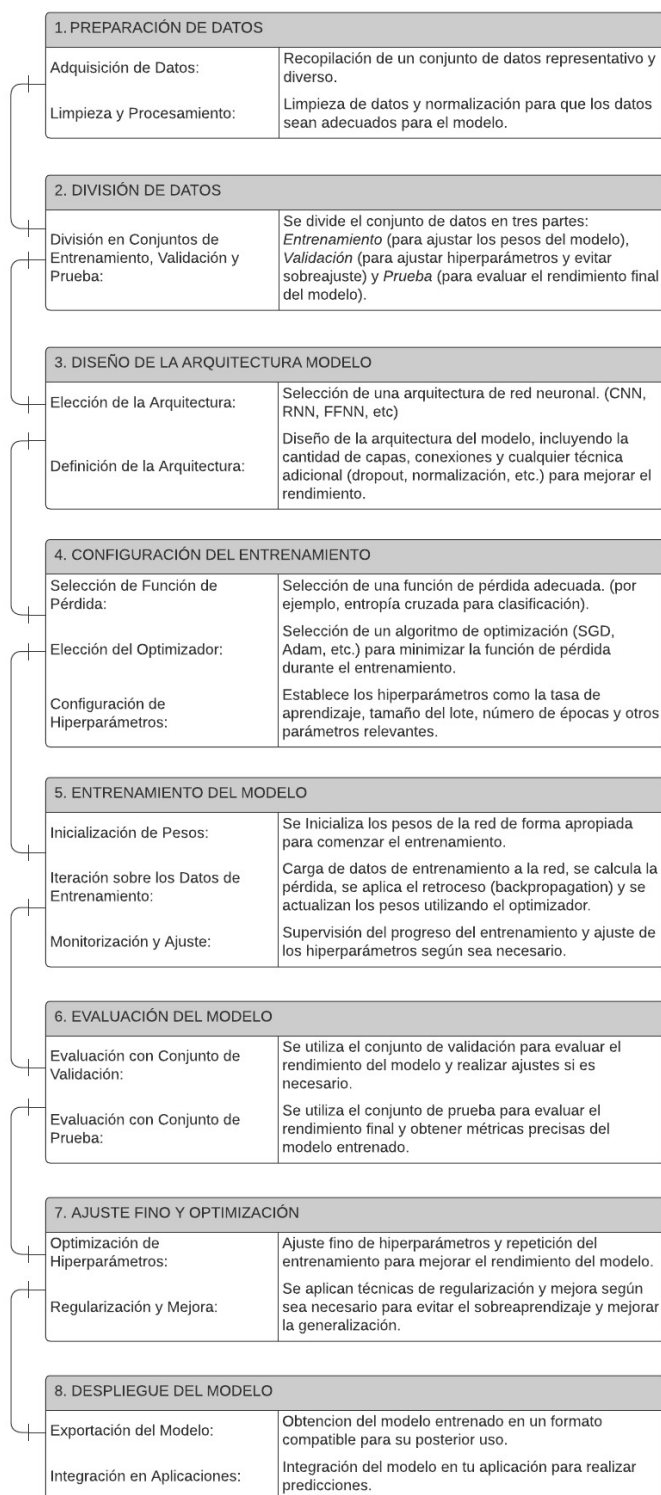 1. PREPARACIÓN DE DATOS
Adquisición de Datos:
Recopilación de un conjunto de datos representativo y
diverso.
Limpieza y Procesamiento:
Limpieza de datos y normalización para que los datos
sean adecuados para el modelo.
2. DIVISIÓN DE DATOS
División en Conjuntos de
Entrenamiento, Validación y
Prueba:
Se divide el conjunto de datos en tres partes:
Entrenamiento (para ajustar los pesos del modelo),
Validación (para ajustar hiperparámetros y evitar
sobreajuste) y Prueba (para evaluar el rendimiento final
del modelo).
3. DISEÑO DE LA ARQUITECTURA MODELO
Elección de la Arquitectura:
Selección de una arquitectura de red neuronal. (CNN,
RNN, FFNN, etc)
Definición de la Arquitectura:
Diseño de la arquitectura del modelo, incluyendo la
cantidad de capas, conexiones y cualquier técnica
adicional (dropout, normalización, etc.) para mejorar el
rendimiento.
4. CONFIGURACIÓN DEL ENTRENAMIENTO
Selección de Función de
Pérdida:
Selección de una función de pérdida adecuada. (por
ejemplo, entropía cruzada para clasificación).
Elección del Optimizador:
Selección de un algoritmo de optimización (SGD,
Adam, etc.) para minimizar la función de pérdida
durante el entrenamiento.
Configuración de
Hiperparámetros:
Establece los hiperparámetros como la tasa de
aprendizaje, tamaño del lote, número de épocas y otros
parámetros relevantes.
5. ENTRENAMIENTO DEL MODELO
Inicialización de Pesos:
Se Inicializa los pesos de la red de forma apropiada
para comenzar el entrenamiento.
Iteración sobre los Datos de
Entrenamiento:
Carga de datos de entrenamiento a la red, se calcula la
pérdida, se aplica el retroceso (backpropagation) y se
actualizan los pesos utilizando el optimizador.
Monitorización y Ajuste:
Supervisión del progreso del entrenamiento y ajuste de
los hiperparámetros según sea necesario.
6. EVALUACIÓN DEL MODELO
Evaluación con Conjunto de
Validación:
Se utiliza el conjunto de validación para evaluar el
rendimiento del modelo y realizar ajustes si es
necesario.
Evaluación con Conjunto de
Prueba:
Se utiliza el conjunto de prueba para evaluar el
rendimiento final y obtener métricas precisas del
modelo entrenado.
7. AJUSTE FINO Y OPTIMIZACIÓN
Optimización de
Hiperparámetros:
Ajuste fino de hiperparámetros y repetición del
entrenamiento para mejorar el rendimiento del modelo.
Regularización y Mejora:
Se aplican técnicas de regularización y mejora según
sea necesario para evitar el sobreaprendizaje y mejorar
la generalización.
8. DESPLIEGUE DEL MODELO
Exportación del Modelo:
Obtencion del modelo entrenado en un formato
compatible para su posterior uso.
Integración en Aplicaciones:
Integración del modelo en tu aplicación para realizar
predicciones.